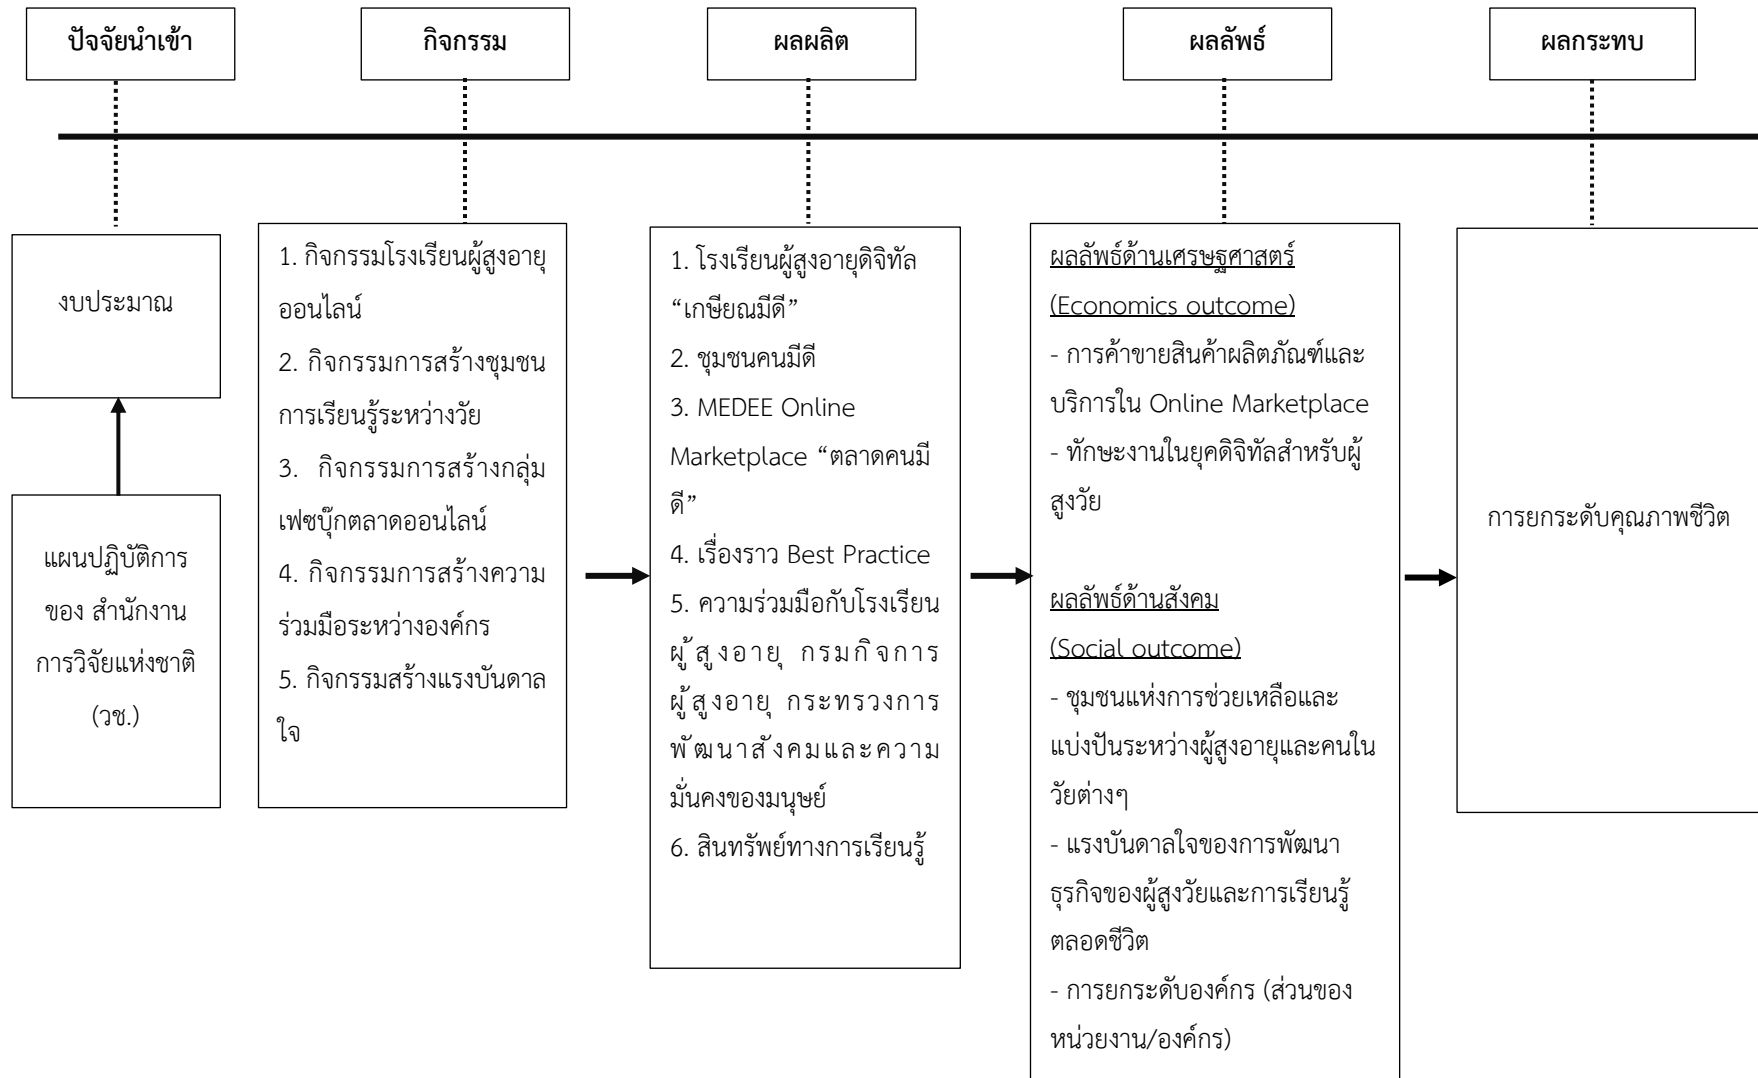 ปัจจัยนำเข้า
กิจกรรม
ผลผลิต
ผลลัพธ์
ผลกระทบ
งบประมาณ
แผนปฏิบัติการ
ของ สำนักงาน
การวิจัยแห่งชาติ
(วช.)
1. กิจกรรมโรงเรียนผู้สูงอายุ
ออนไลน์
2. กิจกรรมการสร้างชุมชน
การเรียนรู้ระหว่างวัย
3. กิจกรรมการสร้างกลุ่ม
เฟซบุ๊กตลาดออนไลน์
4. กิจกรรมการสร้างความ
ร่วมมือระหว่างองค์กร
5. กิจกรรมสร้างแรงบันดาล
ใจ
1. โรงเรียนผู้สูงอายุดิจิทัล
“เกษียณมีดี”
2. ชุมชนคนมีดี
3. MEDEE Online
Marketplace “ตลาดคนมี
ดี”
4. เรื่องราว Best Practice
5. ความร่วมมือกับโรงเรียน
ผู้สูงอายุ กรมกิจการ
ผู้สูงอายุ กระทรวงการ
พัฒนาสังคมและความ
มั่นคงของมนุษย์
6. สินทรัพย์ทางการเรียนรู้
ผลลัพธ์ด้านเศรษฐศาสตร์
(Economics outcome)
- การค้าขายสินค้าผลิตภัณฑ์และ
บริการใน Online Marketplace
- ทักษะงานในยุคดิจิทัลสำหรับผู้
สูงวัย
ผลลัพธ์ด้านสังคม
(Social outcome)
- ชุมชนแห่งการช่วยเหลือและ
แบ่งปันระหว่างผู้สูงอายุและคนใน
วัยต่างๆ
- แรงบันดาลใจของการพัฒนา
ธุรกิจของผู้สูงวัยและการเรียนรู้
ตลอดชีวิต
- การยกระดับองค์กร (ส่วนของ
หน่วยงาน/องค์กร)
การยกระดับคุณภาพชีวิต